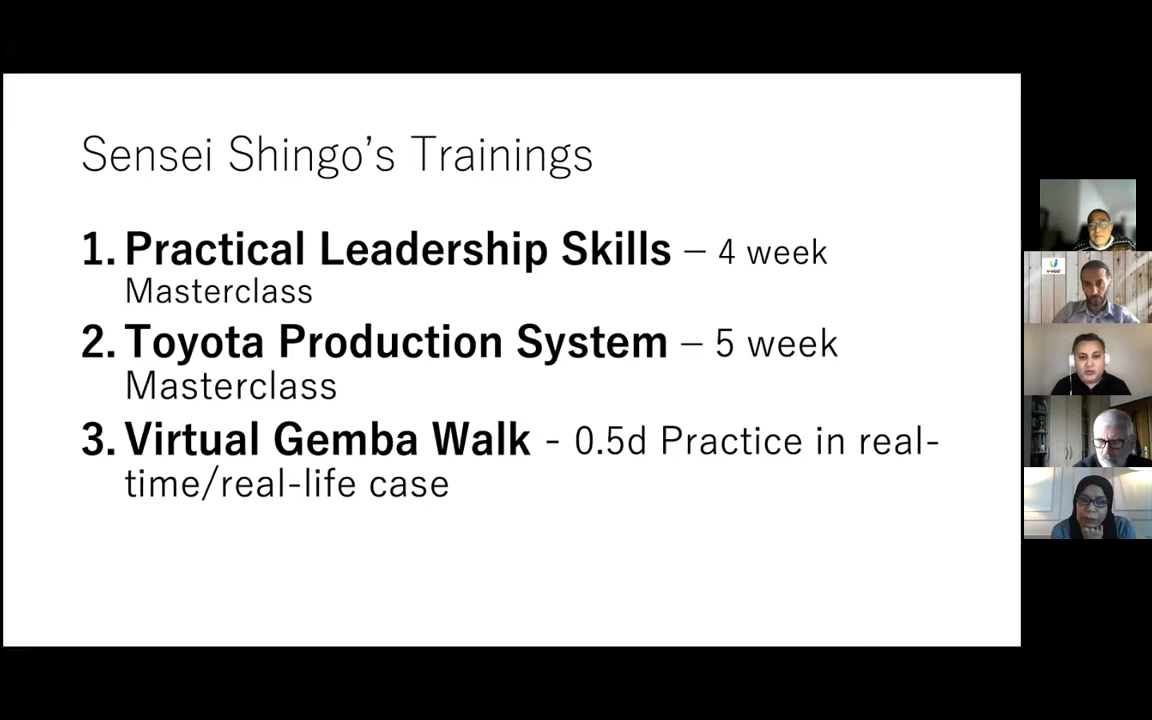 Sensei Shingo’s Trainings
1. Practical Leadership Skills – 4 week
Masterclass
2. Toyota Production System – 5 week
Masterclass
3. Virtual Gemba Walk - 0.5d Practice in real-
time/real-life case